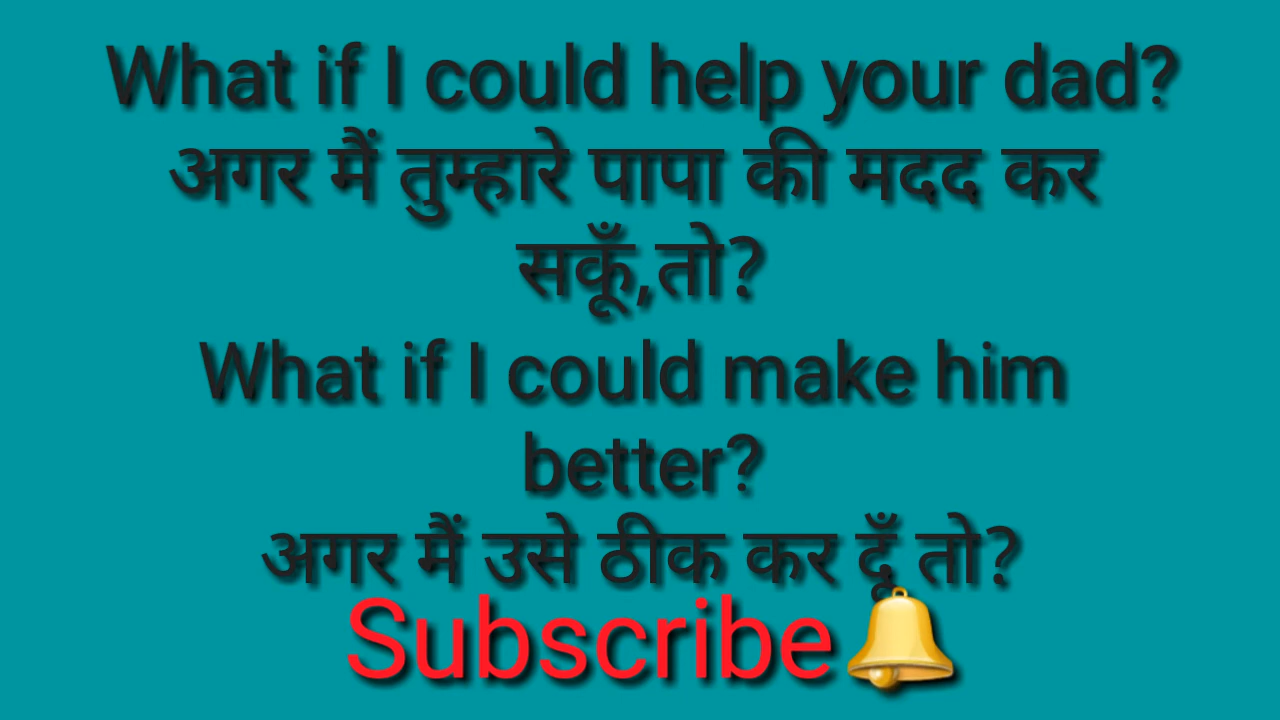 What if I could help your dad?
अगर मैं तुम्हारे पापा की मदद कर
सकूँ,तो?
What if I could make him
better?
अगर मैं उसे ठीक कर दूँ तो?
Subscribe🔔